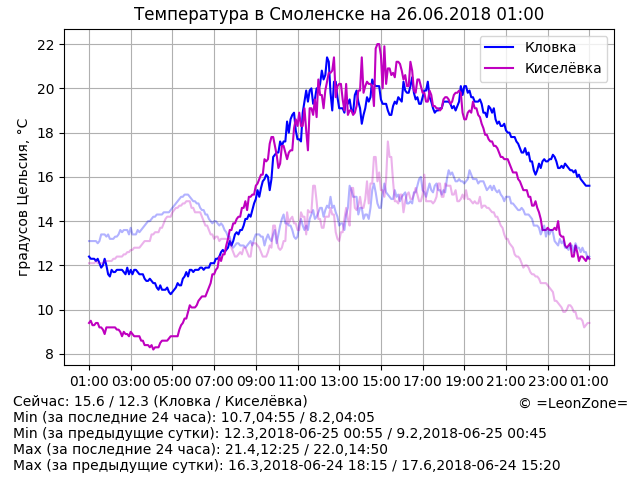 Температура в Смоленске на 26.06.2018 01:00
Кловка
Киселёвка
градусов Цельсия, °C
22
20
18
16
14
12
10
8
01:00 03:00 05:00 07:00 09:00 11:00 13:00 15:00 17:00 19:00 21:00 23:00 01:00
Сейчас: 15.6 / 12.3 (Кловка / Киселёвка)
© =LeonZone=
Min (за последние 24 часа): 10.7,04:55 / 8.2,04:05
Min (за предыдущие сутки): 12.3,2018-06-25 00:55 / 9.2,2018-06-25 00:45
Max (за последние 24 часа): 21.4,12:25 / 22.0,14:50
Max (за предыдущие сутки): 16.3,2018-06-24 18:15 / 17.6,2018-06-24 15:20